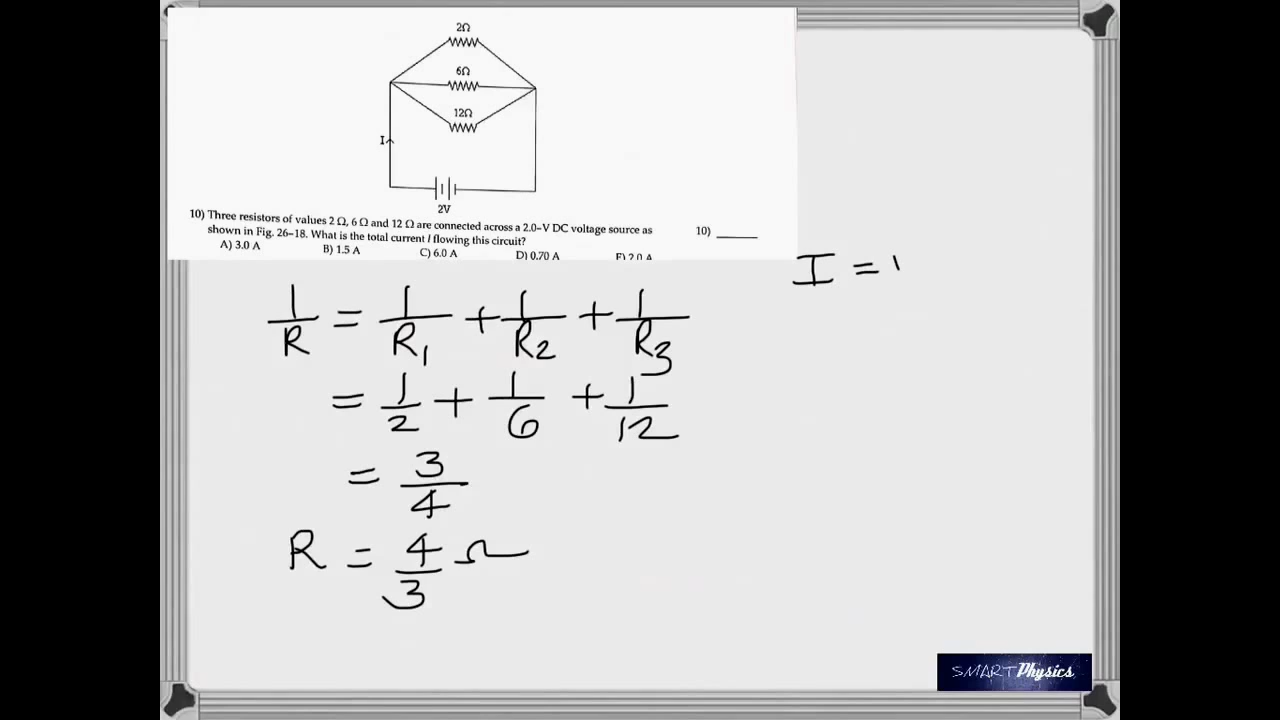 2Ω
6Ω
12Ω
I
2V
10) Three resistors of values 2 Ω, 6 Ω and 12 Ω are connected across a 2.0-V DC voltage source as
shown in Fig. 26-18. What is the total current I flowing this circuit?
10) ______
A) 3.0 A B) 1.5 A C) 6.0 A D) 0.70 A E) 2.0 A
I =
1/R = 1/R1 + 1/R2 + 1/R3
= 1/2 + 1/6 + 1/12
= 3/4
R = 4/3 Ω
SMART Physics